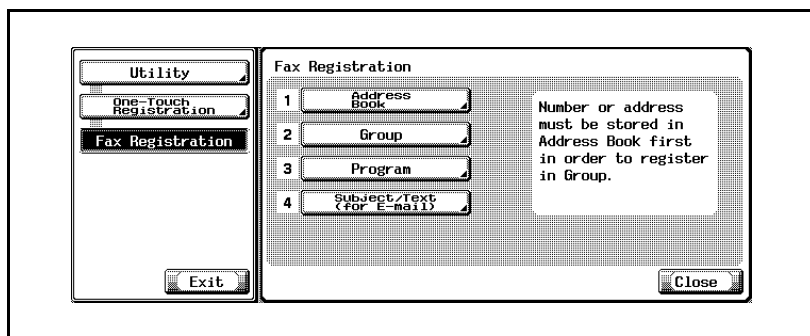 Utility
One-Touch
Registration
Fax Registration
Exit
Fax Registration
1 Address
Book
2 Group
3 Program
4 Subject/Text
(for E-mail)
Number or address
must be stored in
Address Book first
in order to register
in Group.
Close